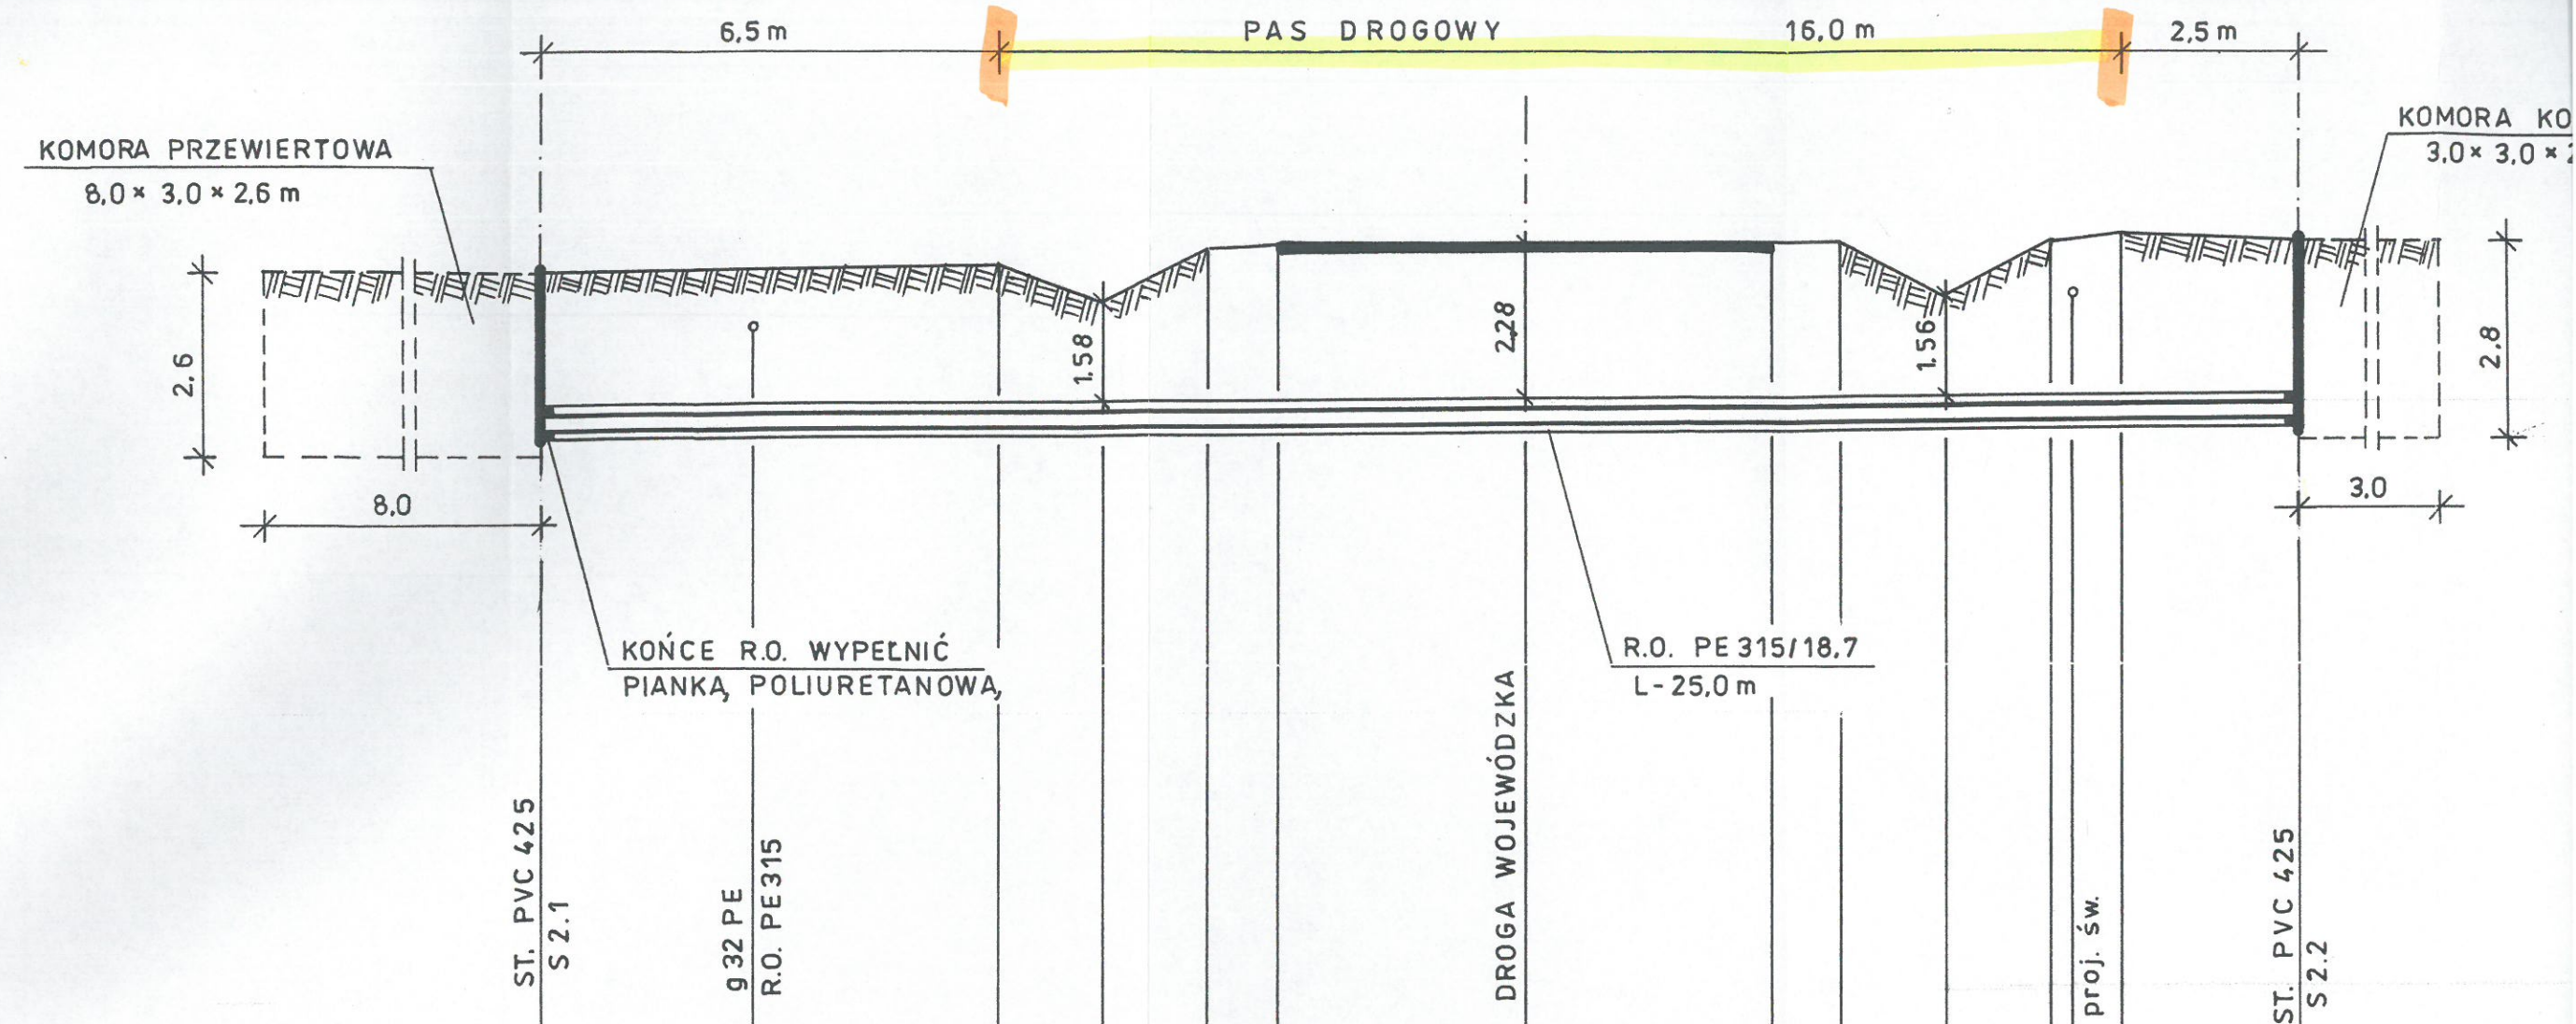 6,5 m
PAS DROGOWY
16,0 m
2,5 m
KOMORA PRZEWIERTOWA
8,0 × 3,0 × 2,6 m
KOMORA KO
3,0 × 3,0 ×
2,6
1.58
2,28
1.56
2,8
8,0
3,0
KOŃCE R.O. WYPEŁNIĆ
PIANKĄ POLIURETANOWĄ
R.O. PE 315/18,7
L - 25,0 m
ST. PVC 425
S 2.1
g 32 PE
R.O. PE 315
DROGA WOJEWÓDZKA
proj. św.
ST. PVC 425
S 2.2